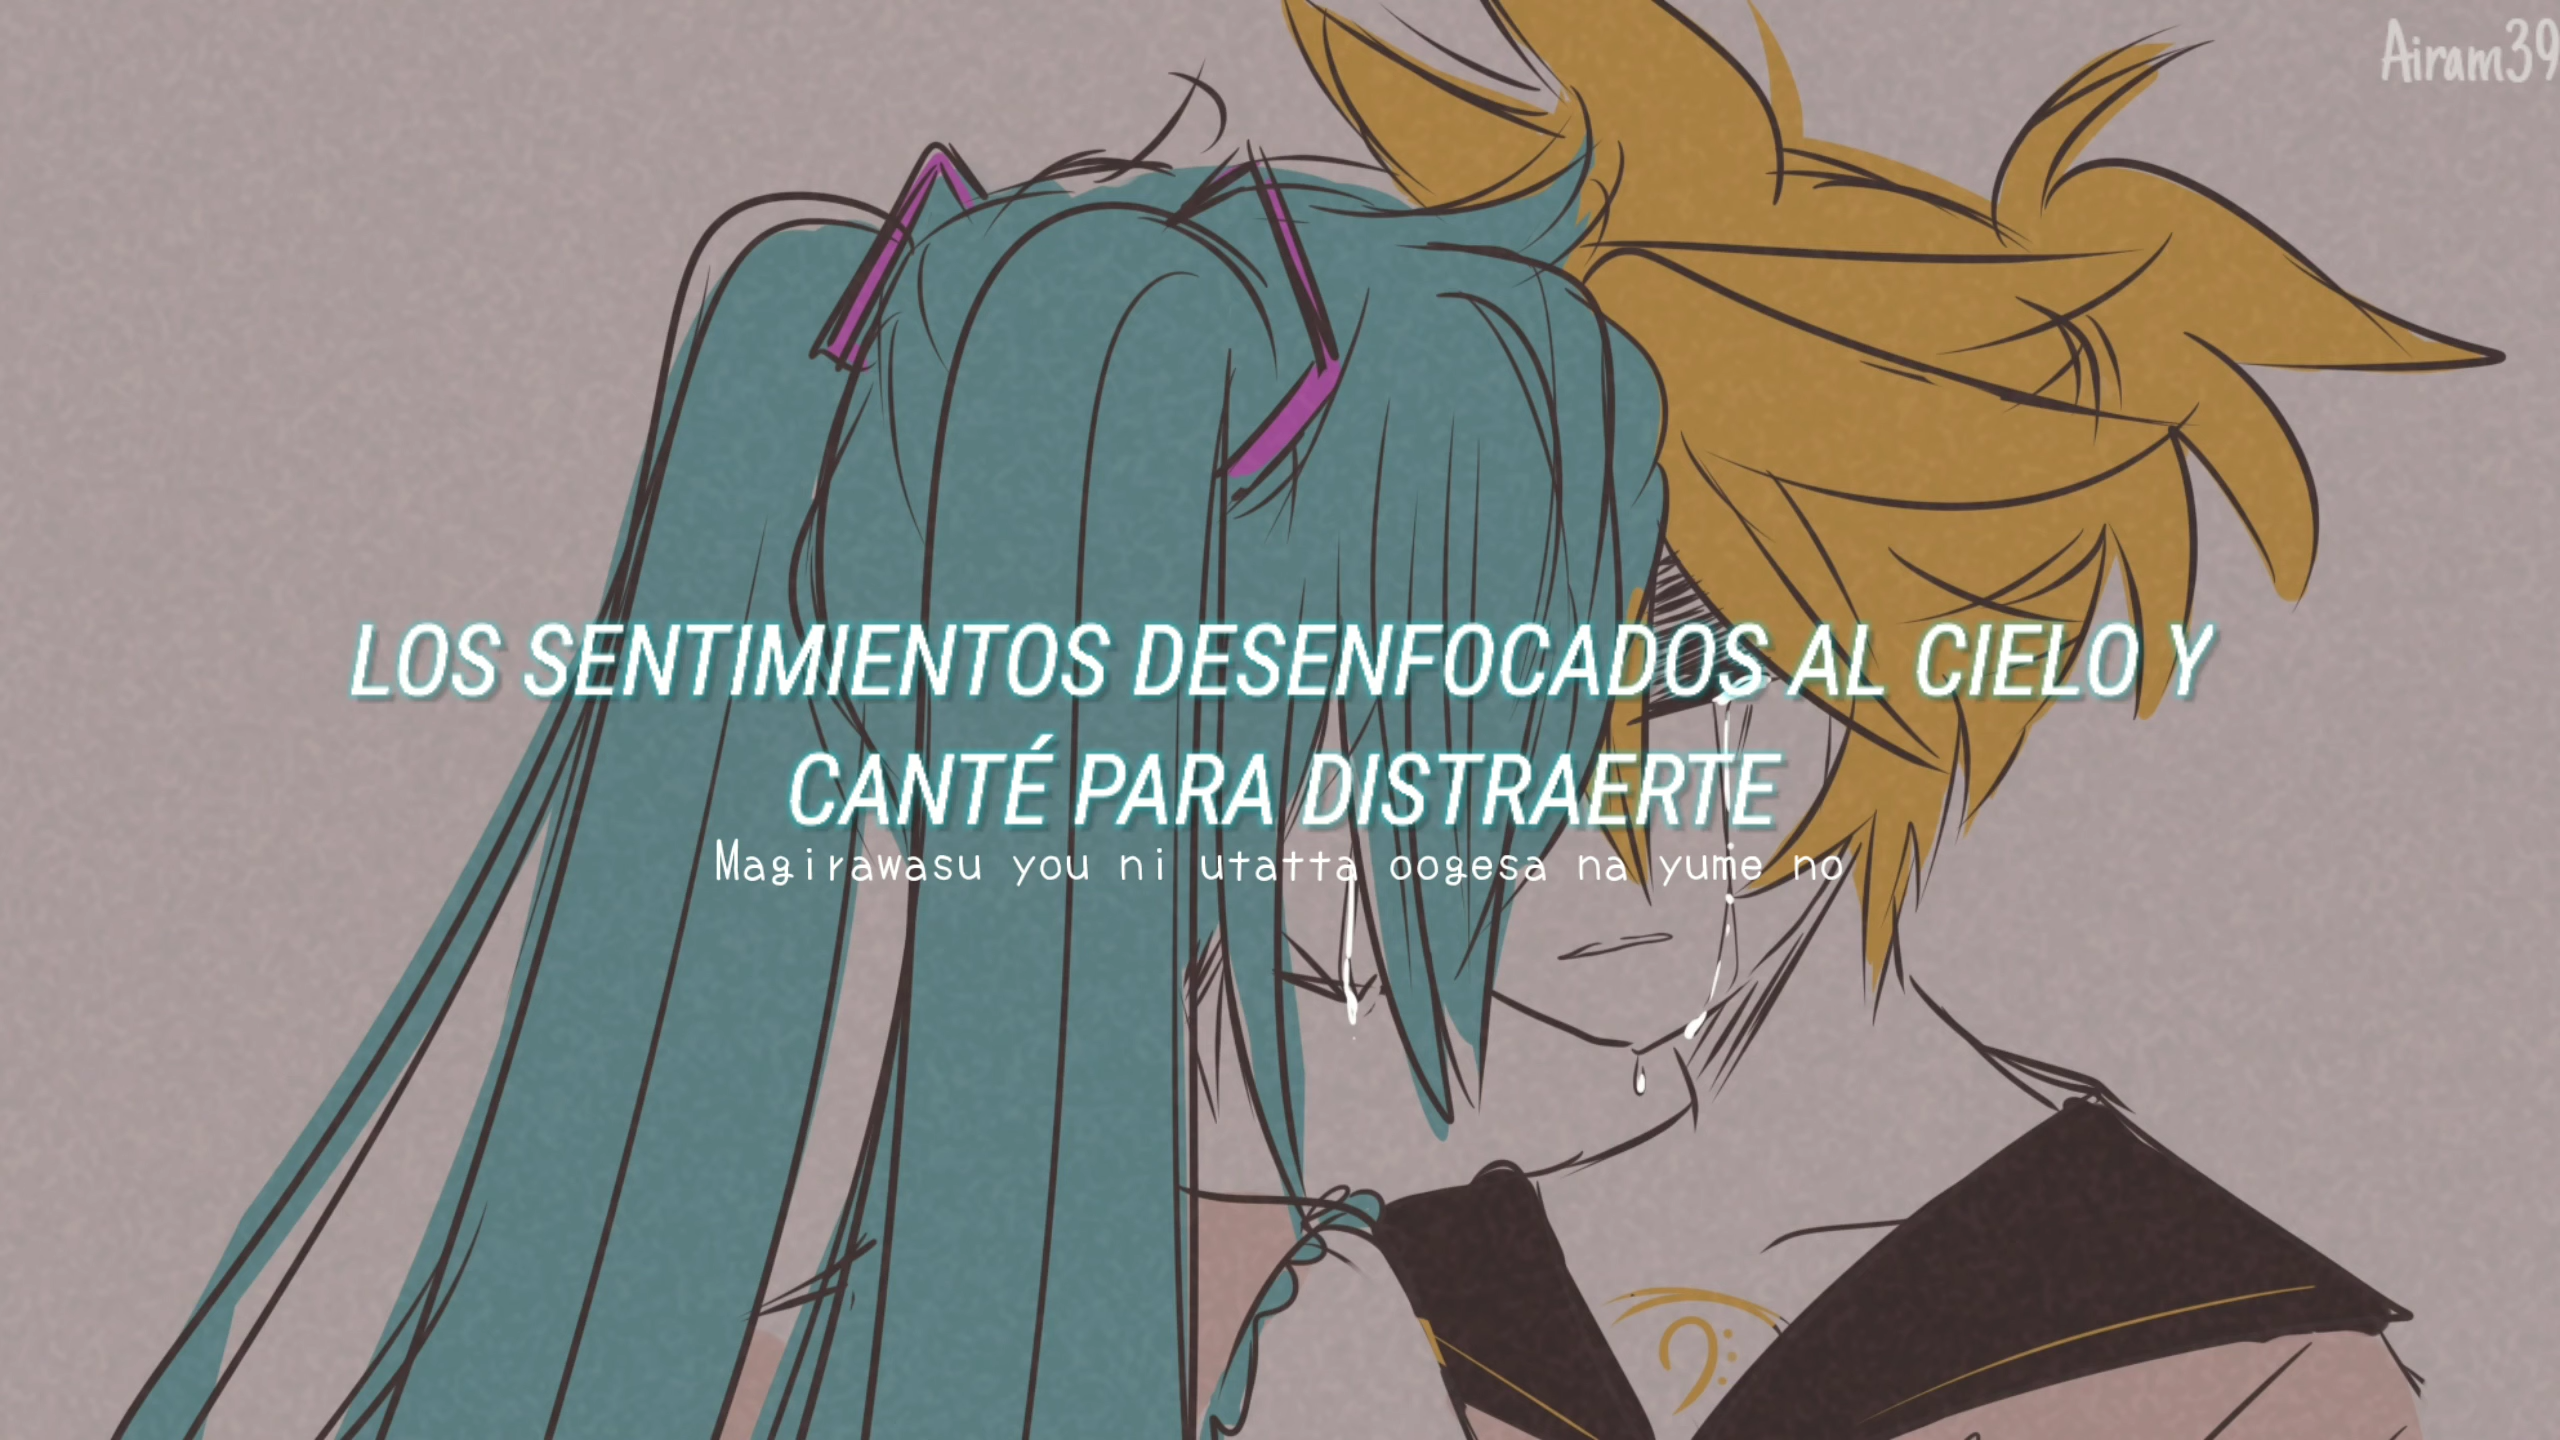 Airam39
LOS SENTIMIENTOS DESENFOCADOS AL CIELO Y
CANTÉ PARA DISTRAERTE
Magirawasu you ni utatta oogesa na yume no